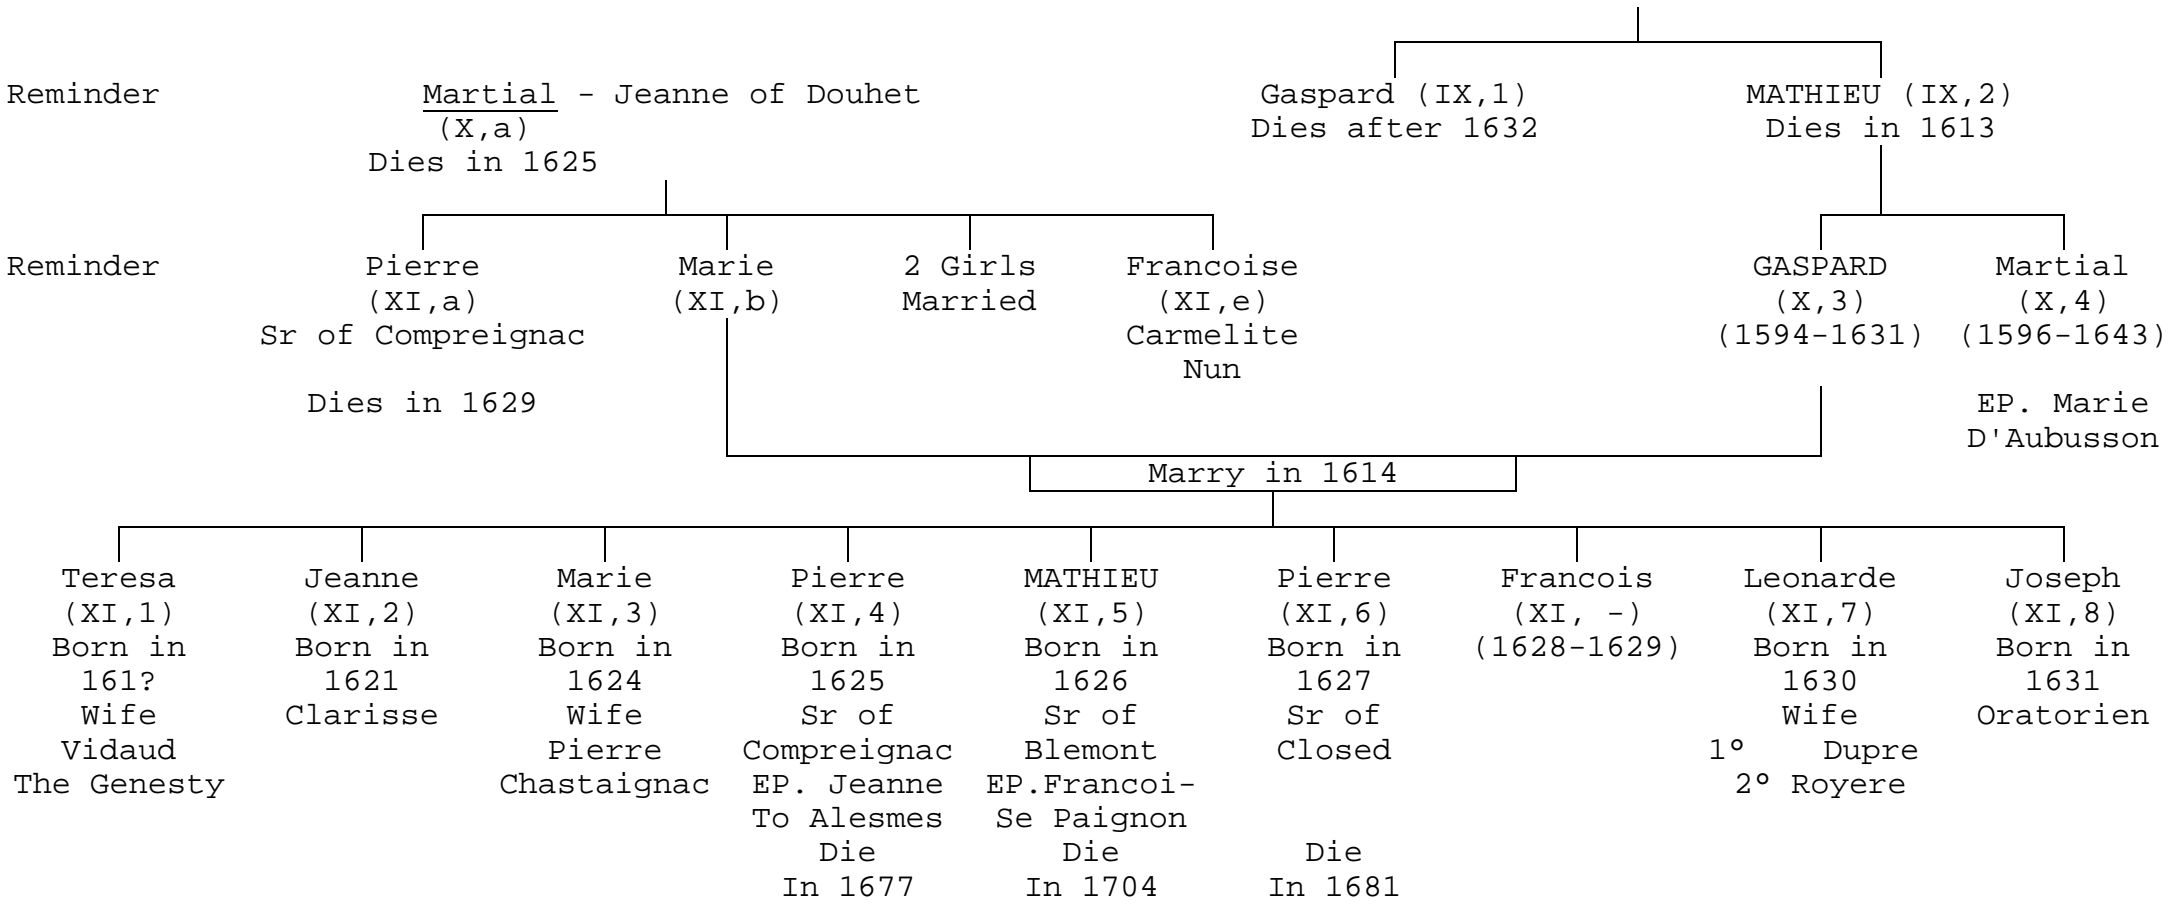 Reminder Martial - Jeanne of Douhet Gaspard (IX,1) MATHIEU (IX,2)
(X,a) Dies after 1632 Dies in 1613
Dies in 1625
Reminder Pierre Marie 2 Girls Francoise GASPARD Martial
(XI,a) (XI,b) Married (XI,e) (X,3) (X,4)
Sr of Compreignac Carmelite (1594-1631) (1596-1643)
Nun
Dies in 1629 EP. Marie
D'Aubusson
Marry in 1614
Teresa Jeanne Marie Pierre MATHIEU Pierre Francois Leonarde Joseph
(XI,1) (XI,2) (XI,3) (XI,4) (XI,5) (XI,6) (XI, -) (XI,7) (XI,8)
Born in Born in Born in Born in Born in Born in (1628-1629) Born in Born in
161? 1621 1624 1625 1626 1627 1630 1631
Wife Clarisse Wife Sr of Sr of Sr of Wife Oratorien
Vidaud Pierre Compreignac Blemont Closed 1° Dupre
The Genesty Chastaignac EP. Jeanne EP.Francoi- 2° Royere
To Alesmes Se Paignon
Die Die Die
In 1677 In 1704 In 1681